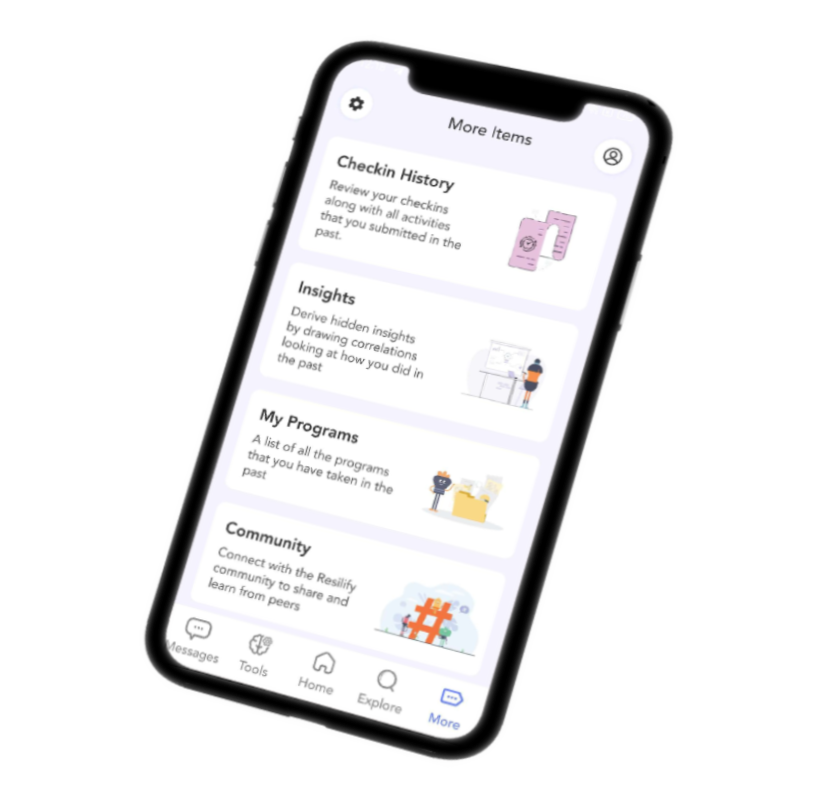 More Items
Checkin History
Review your checkins
along with all activities
that you submitted in the
past.
Insights
Derive hidden insights
by drawing correlations
looking at how you did in
the past
My Programs
A list of all the programs
that you have taken in the
past
Community
Connect with the Resilify
community to share and
learn from peers
Messages
Tools
Home
Explore
More